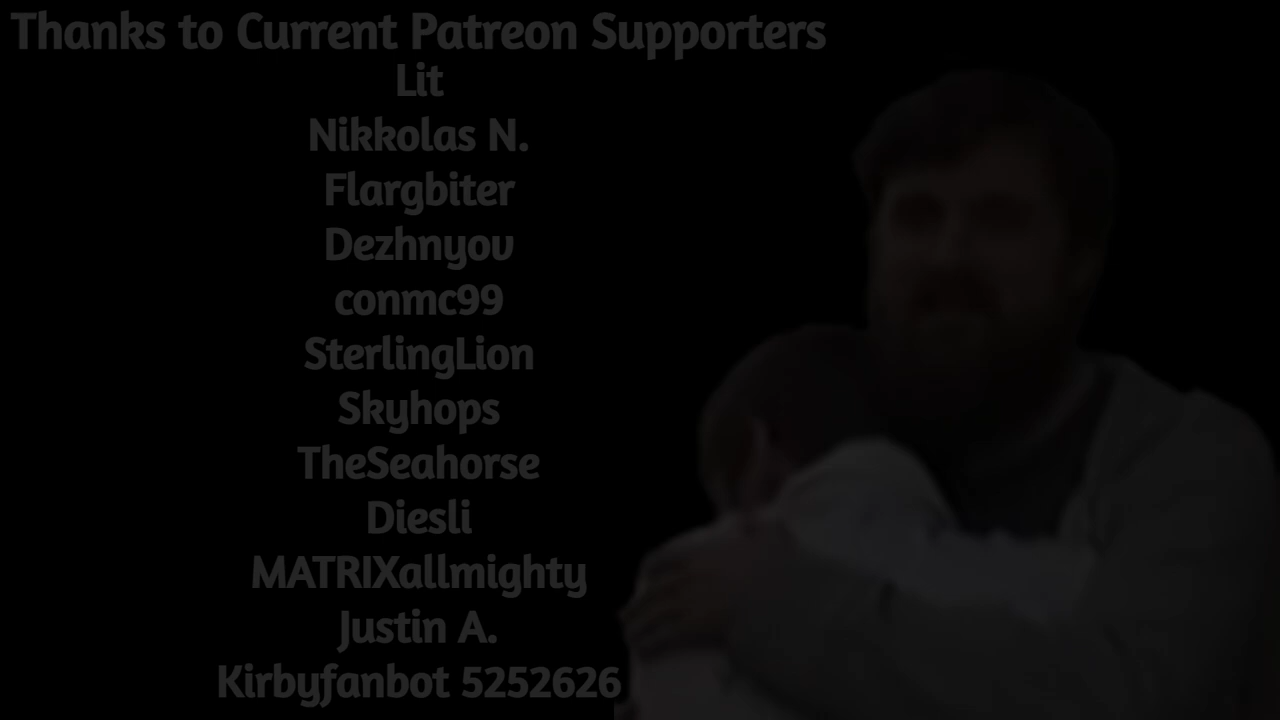 Thanks to Current Patreon Supporters
Lit
Nikkolas N.
Flargbiter
Dezhnyov
conmc99
SterlingLion
Skyhops
TheSeahorse
Diesli
MATRIXallmighty
Justin A.
Kirbyfanbot 5252626